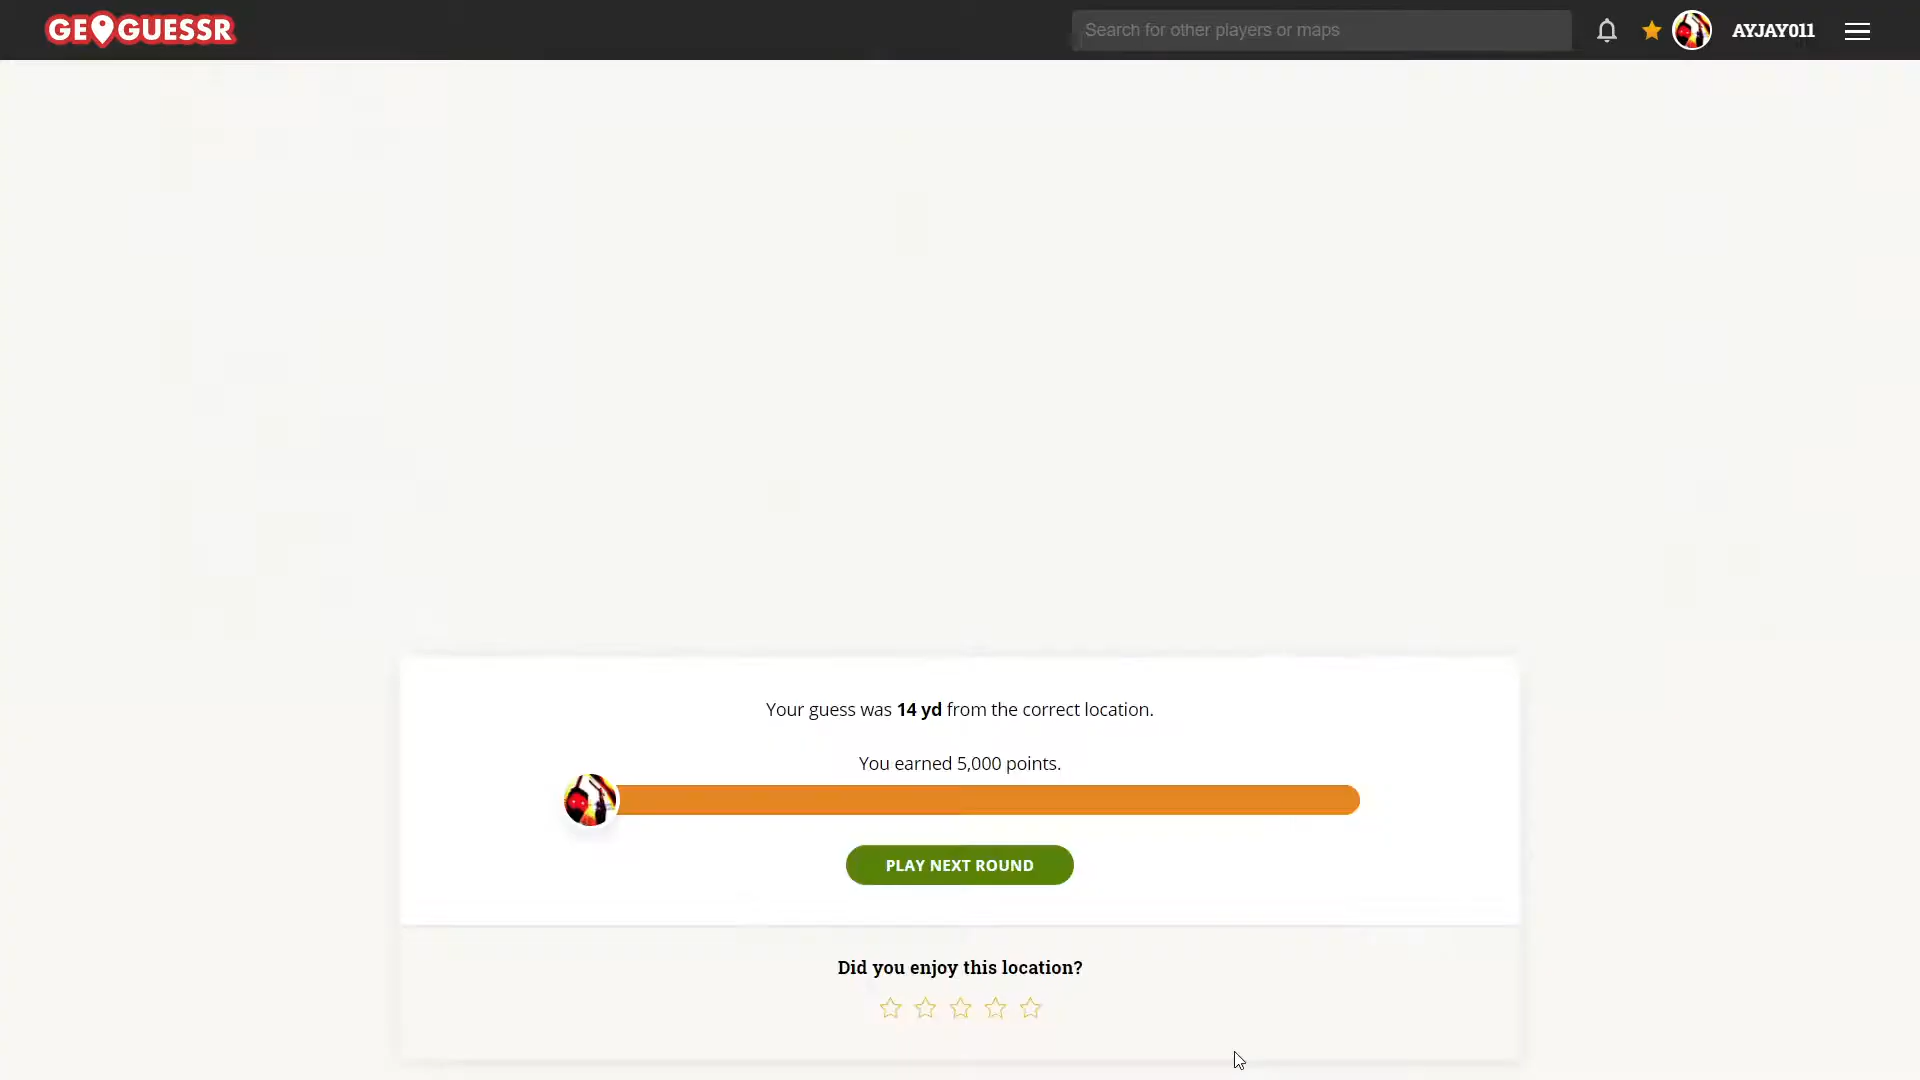 GEOGUESSR
Search for other players or maps
AYJAY011
Your guess was 14 yd from the correct location.
You earned 5,000 points.
PLAY NEXT ROUND
Did you enjoy this location?